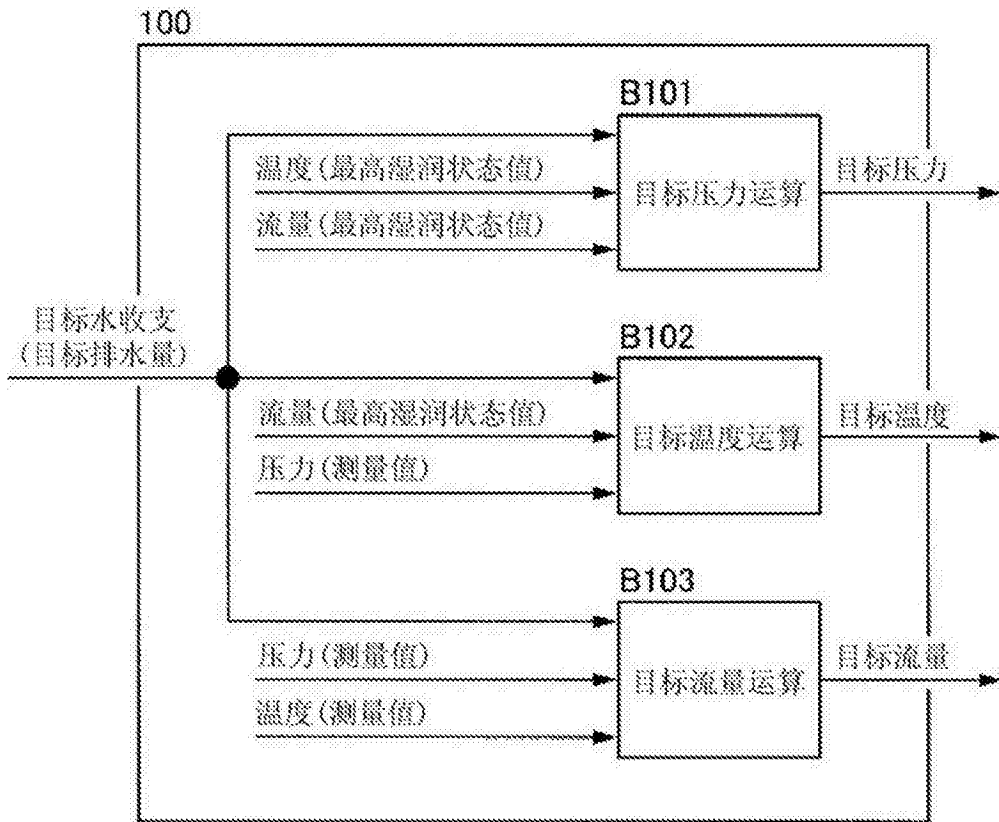 100
B101
温度(最高湿润状态值)
流量(最高湿润状态值)
目标压力运算
目标压力
目标水收支
(目标排水量)
B102
流量(最高湿润状态值)
压力(测量值)
目标温度运算
目标温度
B103
压力(测量值)
温度(测量值)
目标流量运算
目标流量